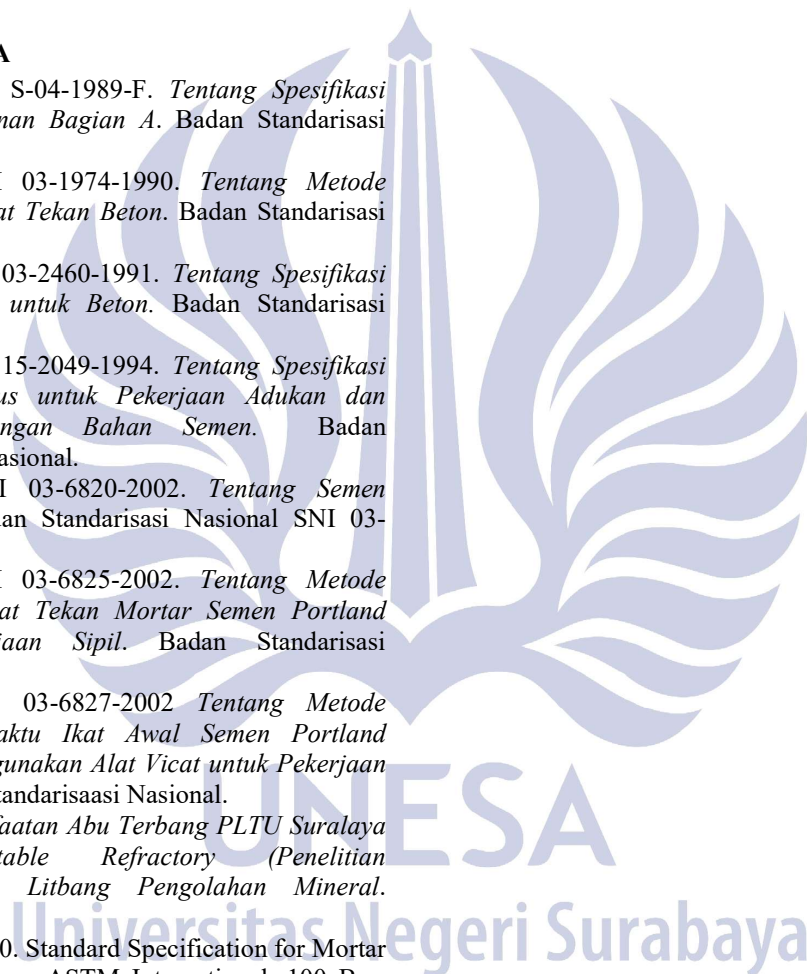 A
S-04-1989-F. Tentang Spesifikasi
nan Bagian A. Badan Standarisasi
03-1974-1990. Tentang Metode
at Tekan Beton. Badan Standarisasi
03-2460-1991. Tentang Spesifikasi
untuk Beton. Badan Standarisasi
15-2049-1994. Tentang Spesifikasi
us untuk Pekerjaan Adukan dan
ngan Bahan Semen. Badan
asional.
I 03-6820-2002. Tentang Semen
dan Standarisasi Nasional SNI 03-
03-6825-2002. Tentang Metode
at Tekan Mortar Semen Portland
jaan Sipil. Badan Standarisasi
03-6827-2002 Tentang Metode
aktu Ikat Awal Semen Portland
gunakan Alat Vicat untuk Pekerjaan
tandarisaasi Nasional.
faatan Abu Terbang PLTU Suralaya
table Refractory (Penelitian
Litbang Pengolahan Mineral.
0. Standard Specification for Mortar
UNESA
Universitas Negeri Surabaya